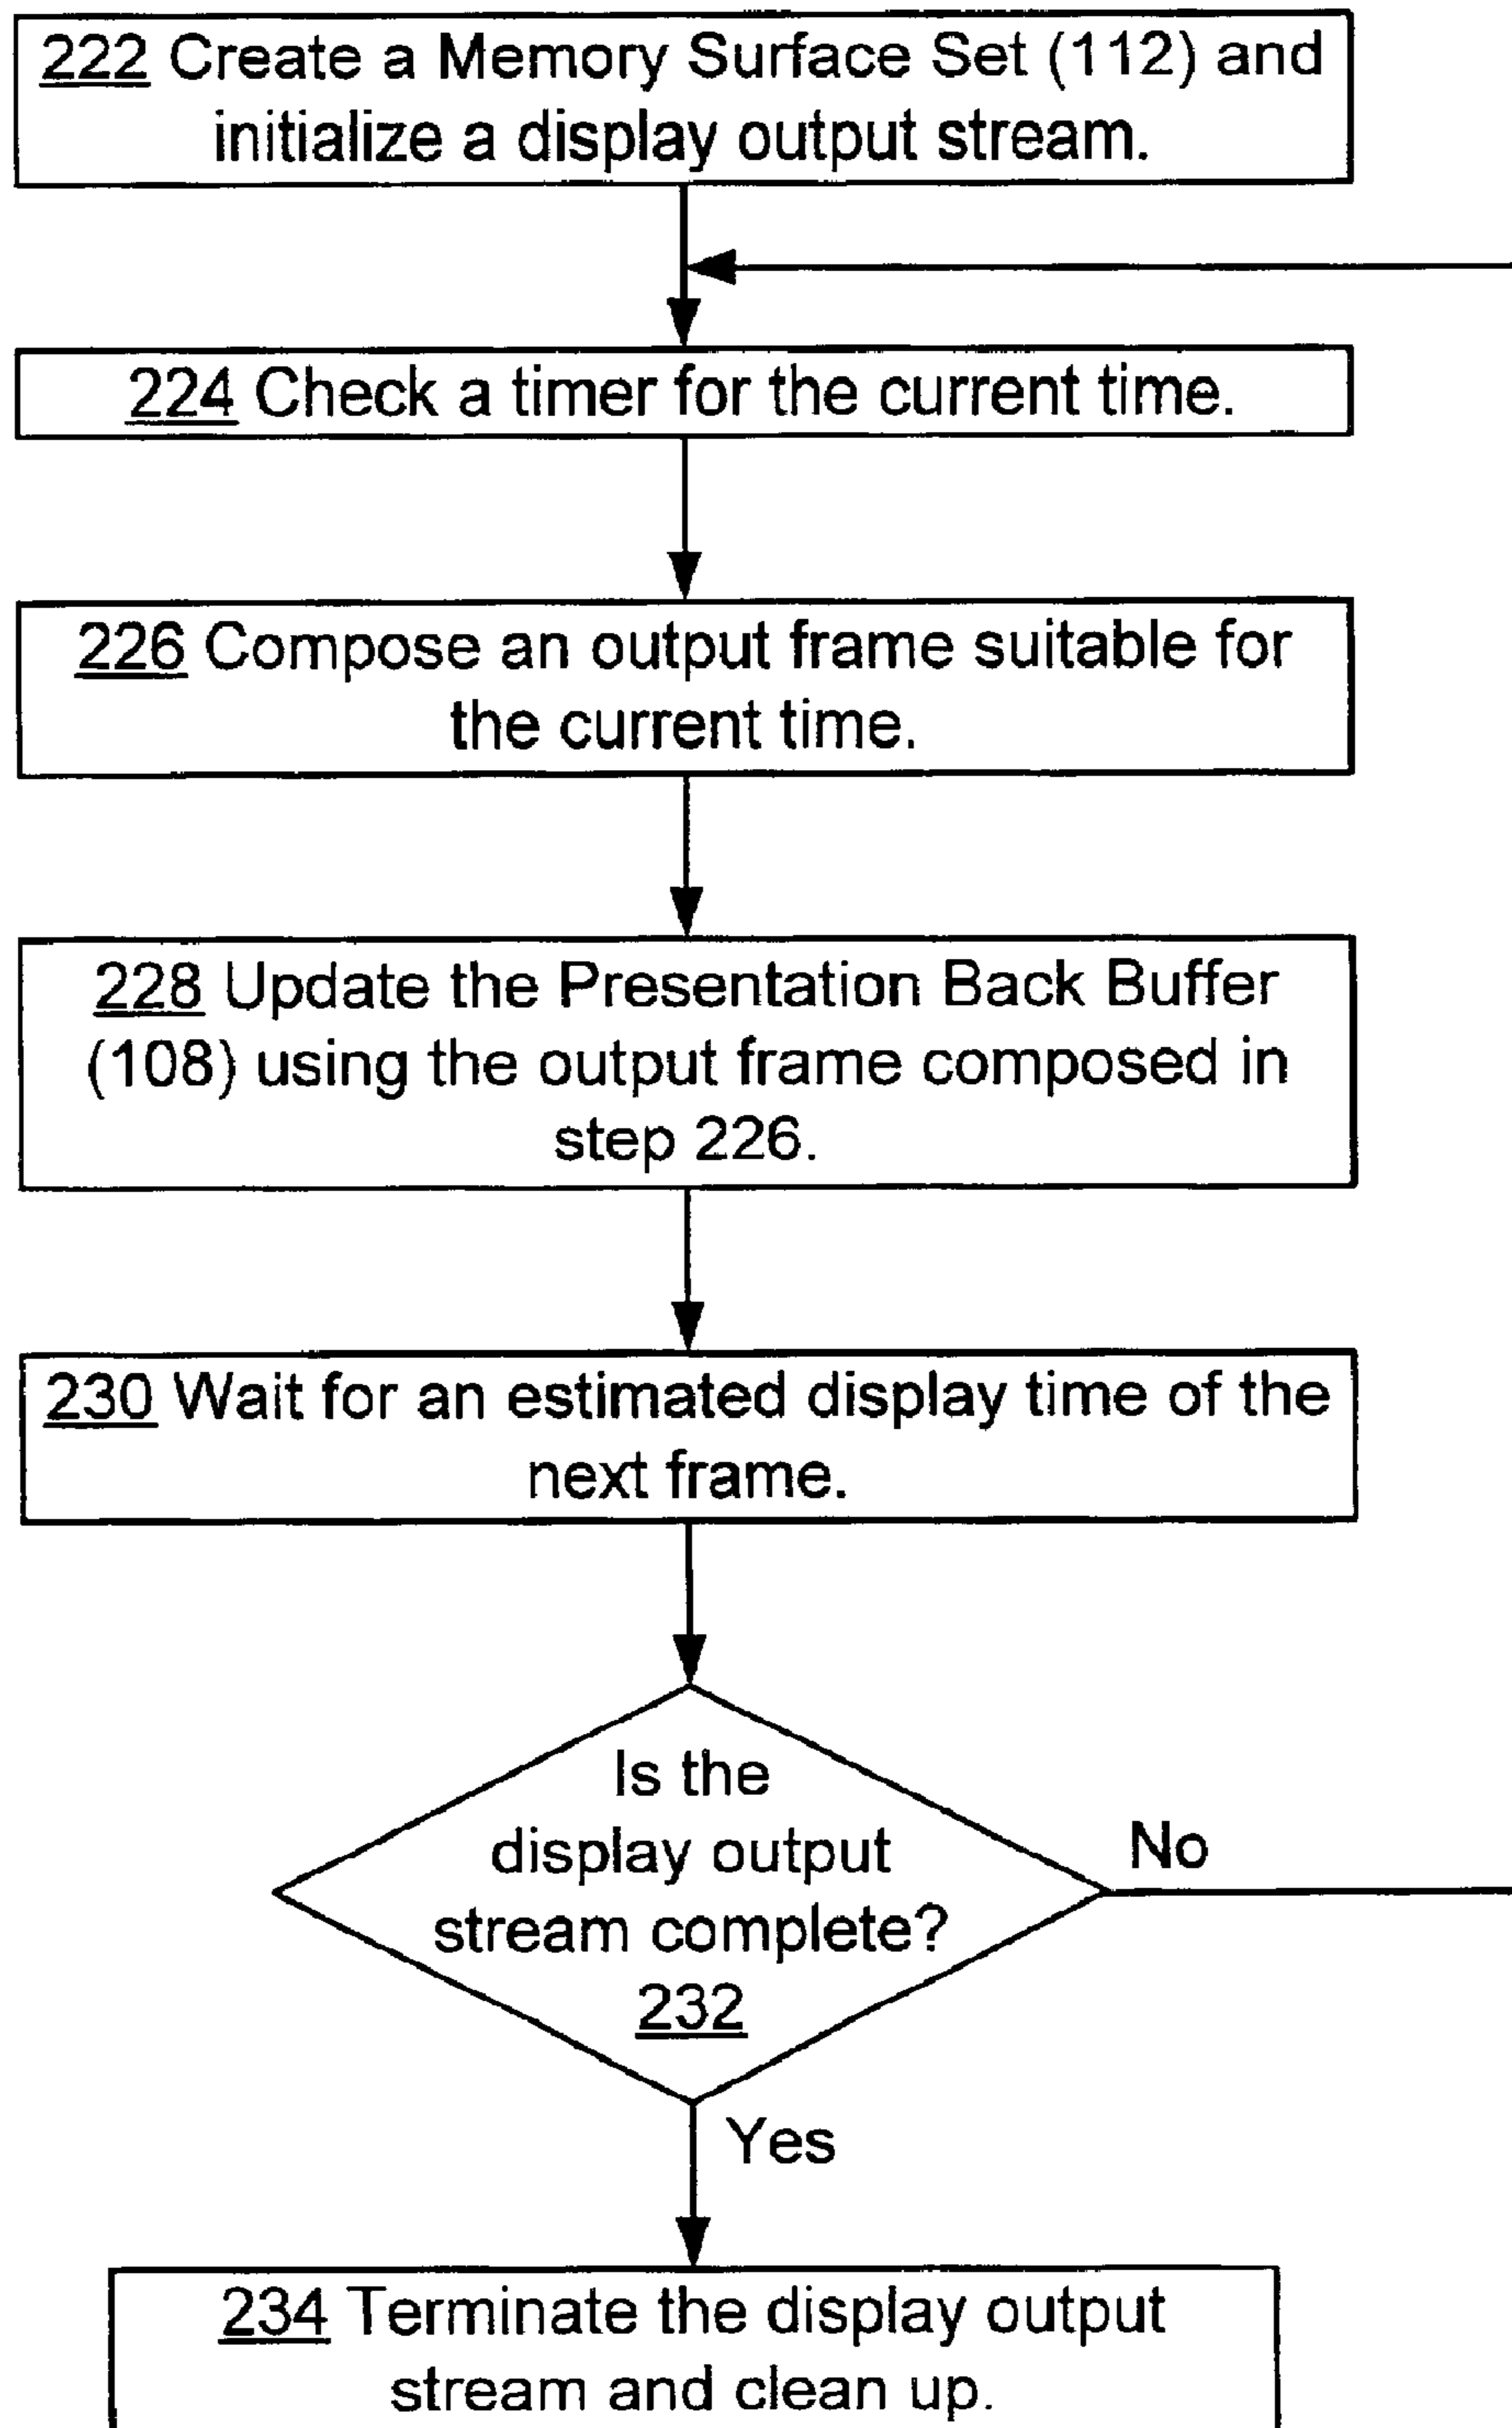 222 Create a Memory Surface Set (112) and
initialize a display output stream.
224 Check a timer for the current time.
226 Compose an output frame suitable for
the current time.
228 Update the Presentation Back Buffer
(108) using the output frame composed in
step 226.
230 Wait for an estimated display time of the
next frame.
Is the
display output
stream complete?
232
No
Yes
234 Terminate the display output
stream and clean up.